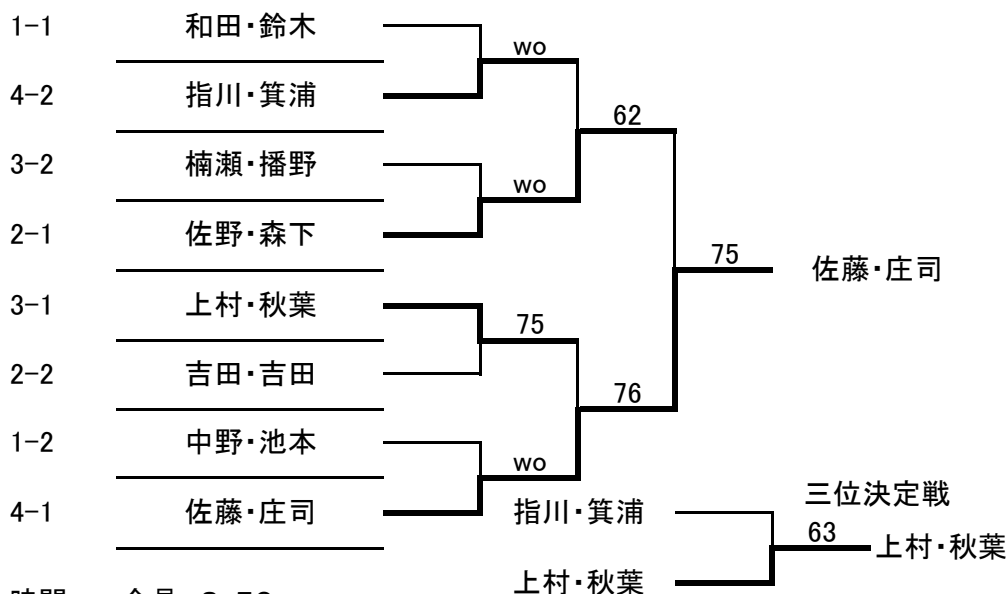 1-1 和田・鈴木
wo
4-2 指川・箕浦
62
3-2 楠瀬・播野
wo
2-1 佐野・森下
75 佐藤・庄司
3-1 上村・秋葉
75
2-2 吉田・吉田
76
1-2 中野・池本
wo
4-1 佐藤・庄司
指川・箕浦 三位決定戦
63 上村・秋葉
上村・秋葉